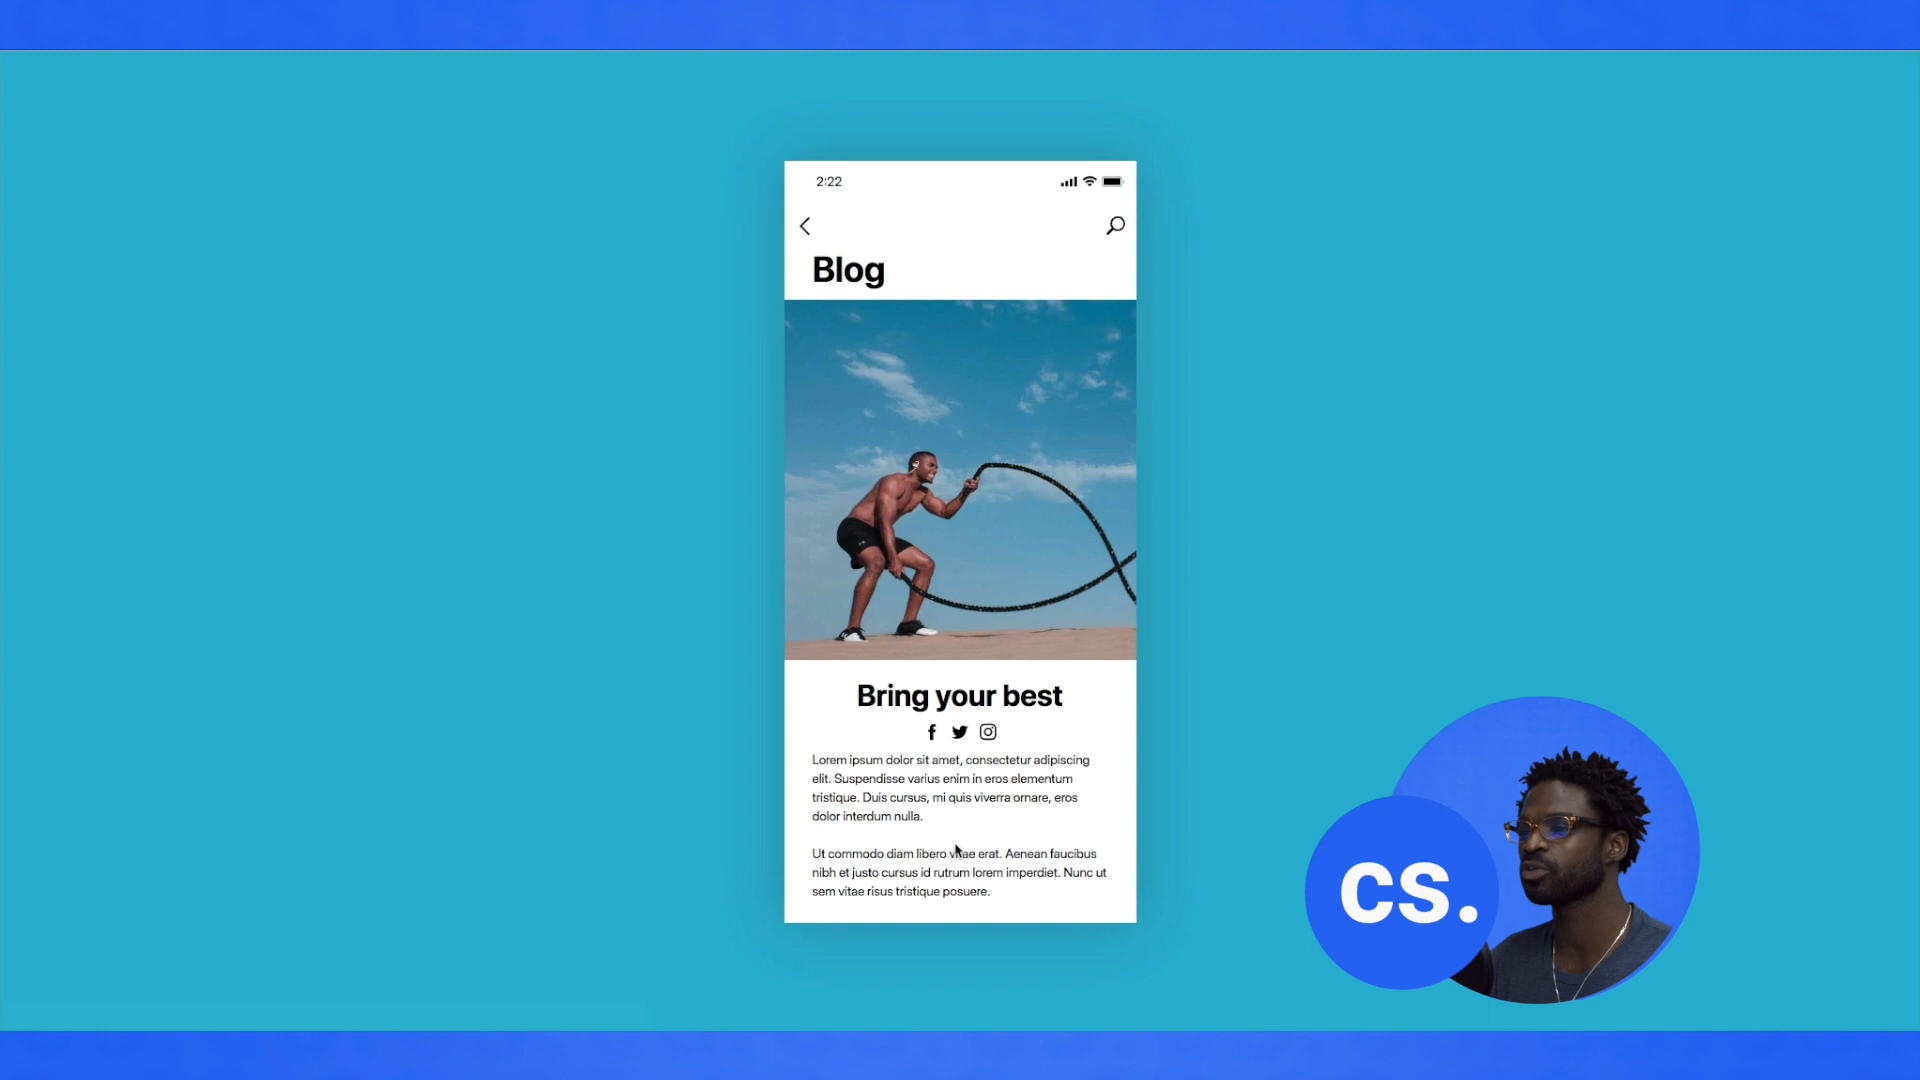 2:22
Blog
Bring your best
Lorem ipsum dolor sit amet, consectetur adipiscing
elit. Suspendisse varius enim in eros elementum
tristique. Duis cursus, mi quis viverra ornare, eros
dolor interdum nulla.
Ut commodo diam libero vitae erat. Aenean faucibus
nibh et justo cursus id rutrum lorem imperdiet. Nunc ut
sem vitae risus tristique posuere.
cs.